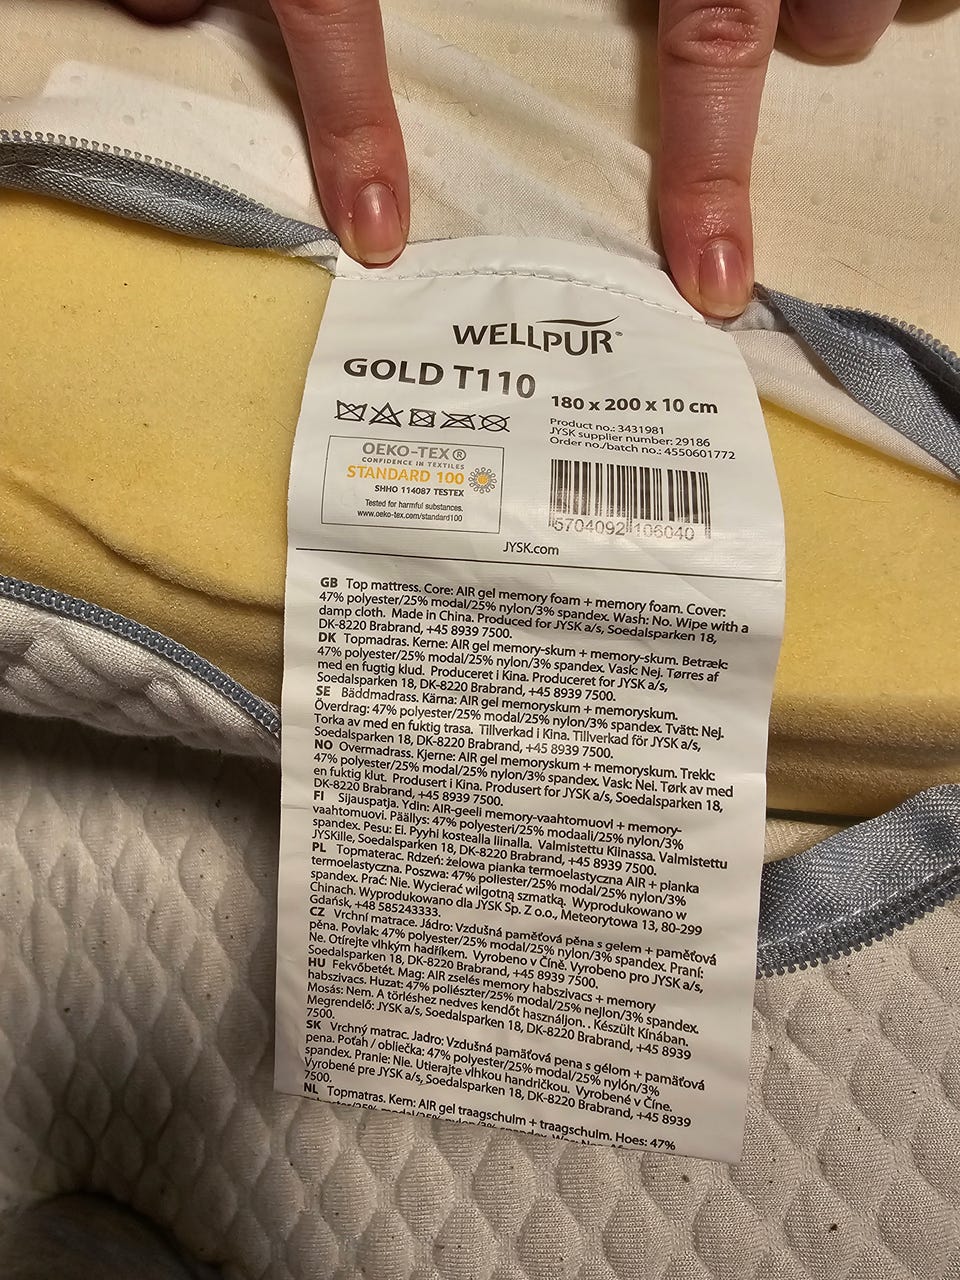 WELLPUR®
GOLD T110
180 x 200 x 10 cm
Product no.: 3431981
JYSK supplier number: 29186
Order no./batch no.: 4550601772
OEKO-TEX®
CONFIDENCE IN TEXTILES
STANDARD 100
SHHO 114087 TESTEX
Tested for harmful substances.
www.oeko-tex.com/standard100
5704092 106040
JYSK.com
GB Top mattress. Core: AIR gel memory foam + memory foam. Cover:
47% polyester/25% modal/25% nylon/3% spandex. Wash: No. Wipe with a
damp cloth. Made in China. Produced for JYSK a/s, Soedalsparken 18,
DK-8220 Brabrand, +45 8939 7500.
DK Topmadras. Kerne: AIR gel memory-skum + memory-skum. Betræk:
47% polyester/25% modal/25% nylon/3% spandex. Vask: Nej. Tørres af
med en fugtig klud. Produceret i Kina. Produceret for JYSK a/s,
Soedalsparken 18, DK-8220 Brabrand, +45 8939 7500.
SE Bäddmadrass. Kärna: AIR gel memoryskum + memoryskum.
Överdrag: 47% polyester/25% modal/25% nylon/3% spandex. Tvätt: Nej.
Torka av med en fuktig trasa. Tillverkad i Kina. Tillverkad för JYSK a/s,
Soedalsparken 18, DK-8220 Brabrand, +45 8939 7500.
NO Overmadrass. Kjerne: AIR gel memoryskum + memoryskum. Trekk:
47% polyester/25% modal/25% nylon/3% spandex. Vask: Nei. Tørk av med
en fuktig klut. Produsert i Kina. Produsert for JYSK a/s, Soedalsparken 18,
DK-8220 Brabrand, +45 8939 7500.
FI Sijauspatja. Ydin: AIR-geeli memory-vaahtomuovi + memory-
vaahtomuovi. Päällys: 47% polyesteri/25% modaali/25% nylon/3%
spandex. Pesu: Ei. Pyyhi kostealla liinalla. Valmistettu Kiinassa. Valmistettu
JYSKille, Soedalsparken 18, DK-8220 Brabrand, +45 8939 7500.
PL Topmaterac. Rdzeń: żelowa pianka termoelastyczna AIR + pianka
termoelastyczna. Poszwa: 47% poliester/25% modal/25% nylon/3%
spandex. Prać: Nie. Wycierać wilgotną szmatką. Wyprodukowano w
Chinach. Wyprodukowano dla JYSK Sp. Z o.o., Meteorytowa 13, 80-299
Gdańsk, +48 585243333.
CZ Vrchní matrace. Jádro: Vzdušná paměťová pěna s gelem + paměťová
pěna. Povlak: 47% polyester/25% modal/25% nylon/3% spandex. Praní:
Ne. Otírejte vlhkým hadříkem. Vyrobeno v Číně. Vyrobeno pro JYSK a/s,
Soedalsparken 18, DK-8220 Brabrand, +45 8939 7500.
HU Fekvőbetét. Mag: AIR zselés memory habszivacs + memory
habszivacs. Huzat: 47% poliészter/25% modal/25% nejlon/3% spandex.
Mosás: Nem. A törléshez nedves kendőt használjon. . Készült Kínában.
Megrendelő: JYSK a/s, Soedalsparken 18, DK-8220 Brabrand, +45 8939
7500.
SK Vrchný matrac. Jadro: Vzdušná pamäťová pena s gélom + pamäťová
pena. Poťah / obliečka: 47% polyester/25% modal/25% nylón/3%
spandex. Pranie: Nie. Utierajte vlhkou handričkou. Vyrobené v Číne.
Vyrobené pre JYSK a/s, Soedalsparken 18, DK-8220 Brabrand, +45 8939
7500.
NL Topmatras. Kern: AIR gel traagschuim + traagschuim. Hoes: 47%
modal/25% nylon/3% spandex.